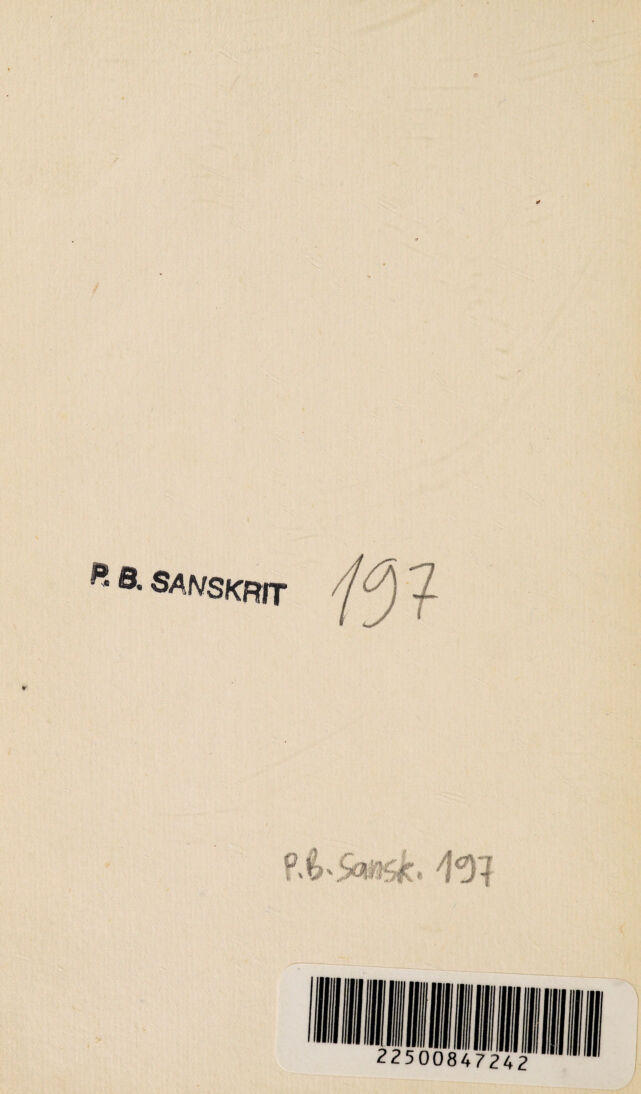 P. B. SANSKRIT 197
P.B. Sansk. 197
22500847242